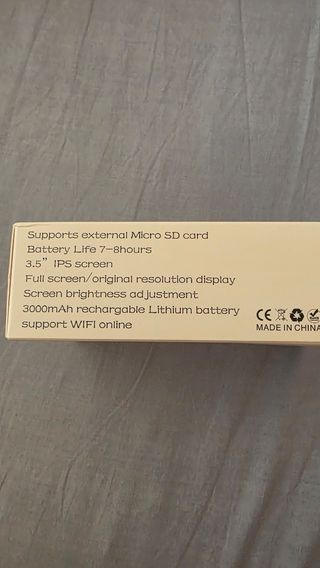 Supports external Micro SD card
Battery Life 7-8hours
3.5" IPS screen
Full screen/original resolution display
Screen brightness adjustment
3000mAh rechargable Lithium battery
support WIFI online
CE
MADE IN CHINA